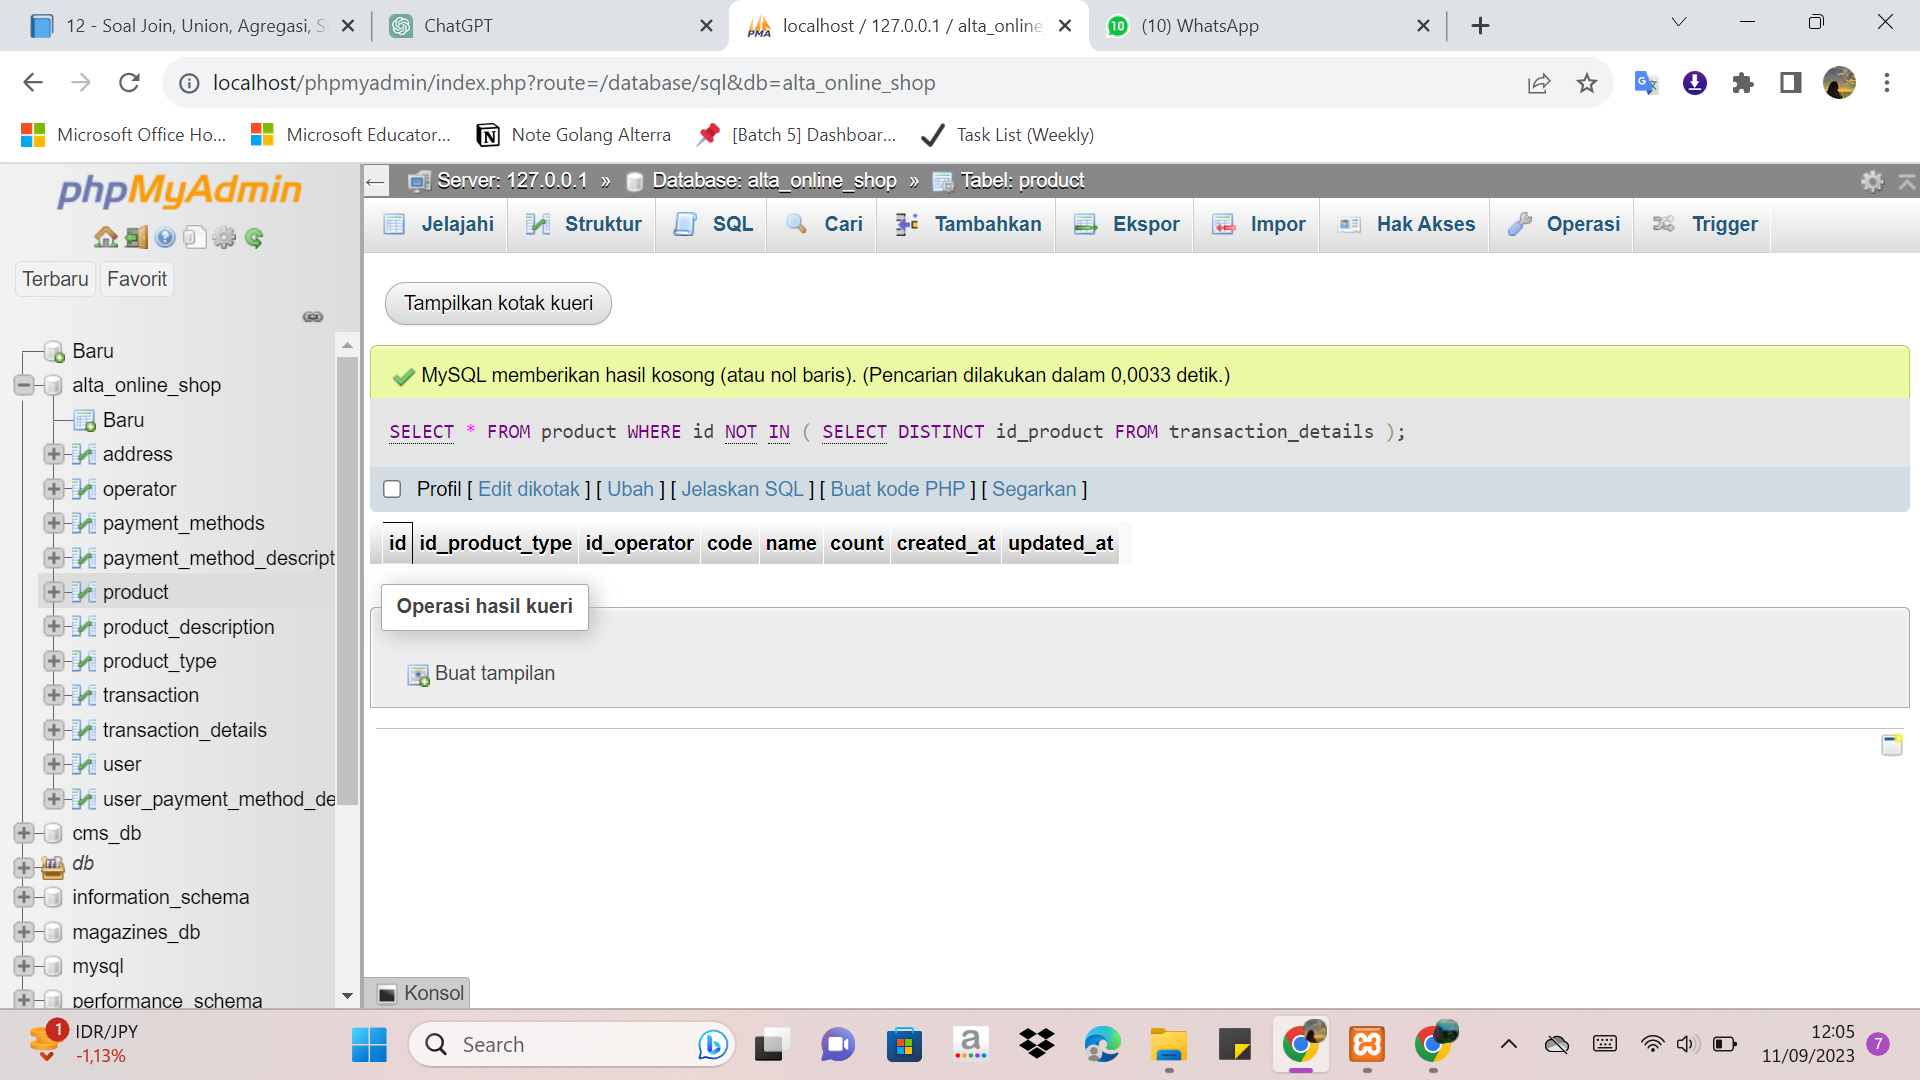 12 - Soal Join, Union, Agregasi, S
ChatGPT
localhost / 127.0.0.1 / alta_online_
(10) WhatsApp
localhost/phpmyadmin/index.php?route=/database/sql&db=alta_online_shop
Microsoft Office Ho...
Microsoft Educator...
Note Golang Alterra
[Batch 5] Dashboar...
Task List (Weekly)
phpMyAdmin
Terbaru
Favorit
Baru
alta_online_shop
Baru
address
operator
payment_methods
payment_method_descript
product
product_description
product_type
transaction
transaction_details
user
user_payment_method_de
cms_db
db
information_schema
magazines_db
mysql
performance_schema
Server: 127.0.0.1 » Database: alta_online_shop » Tabel: product
Jelajahi
Struktur
SQL
Cari
Tambahkan
Ekspor
Impor
Hak Akses
Operasi
Trigger
Tampilkan kotak kueri
MySQL memberikan hasil kosong (atau nol baris). (Pencarian dilakukan dalam 0,0033 detik.)
SELECT * FROM product WHERE id NOT IN ( SELECT DISTINCT id_product FROM transaction_details );
Profil [ Edit dikotak ] [ Ubah ] [ Jelaskan SQL ] [ Buat kode PHP ] [ Segarkan ]
id id_product_type id_operator code name count created_at updated_at
Operasi hasil kueri
Buat tampilan
Konsol
1
IDR/JPY
-1,13%
Search
12:05
11/09/2023
7